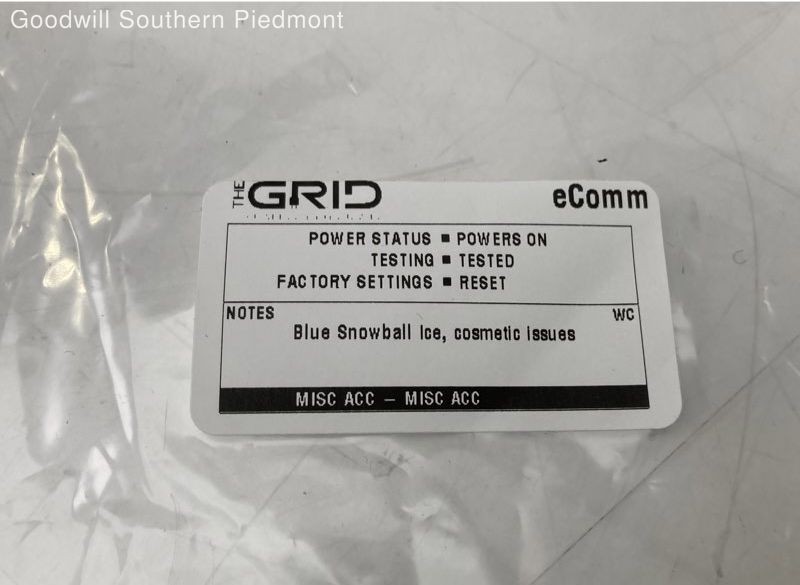 Goodwill Southern Piedmont
THE GRID
eComm
POWER STATUS ▪ POWERS ON
TESTING ▪ TESTED
FACTORY SETTINGS ▪ RESET
NOTES
WC
Blue Snowball Ice, cosmetic issues
MISC ACC – MISC ACC